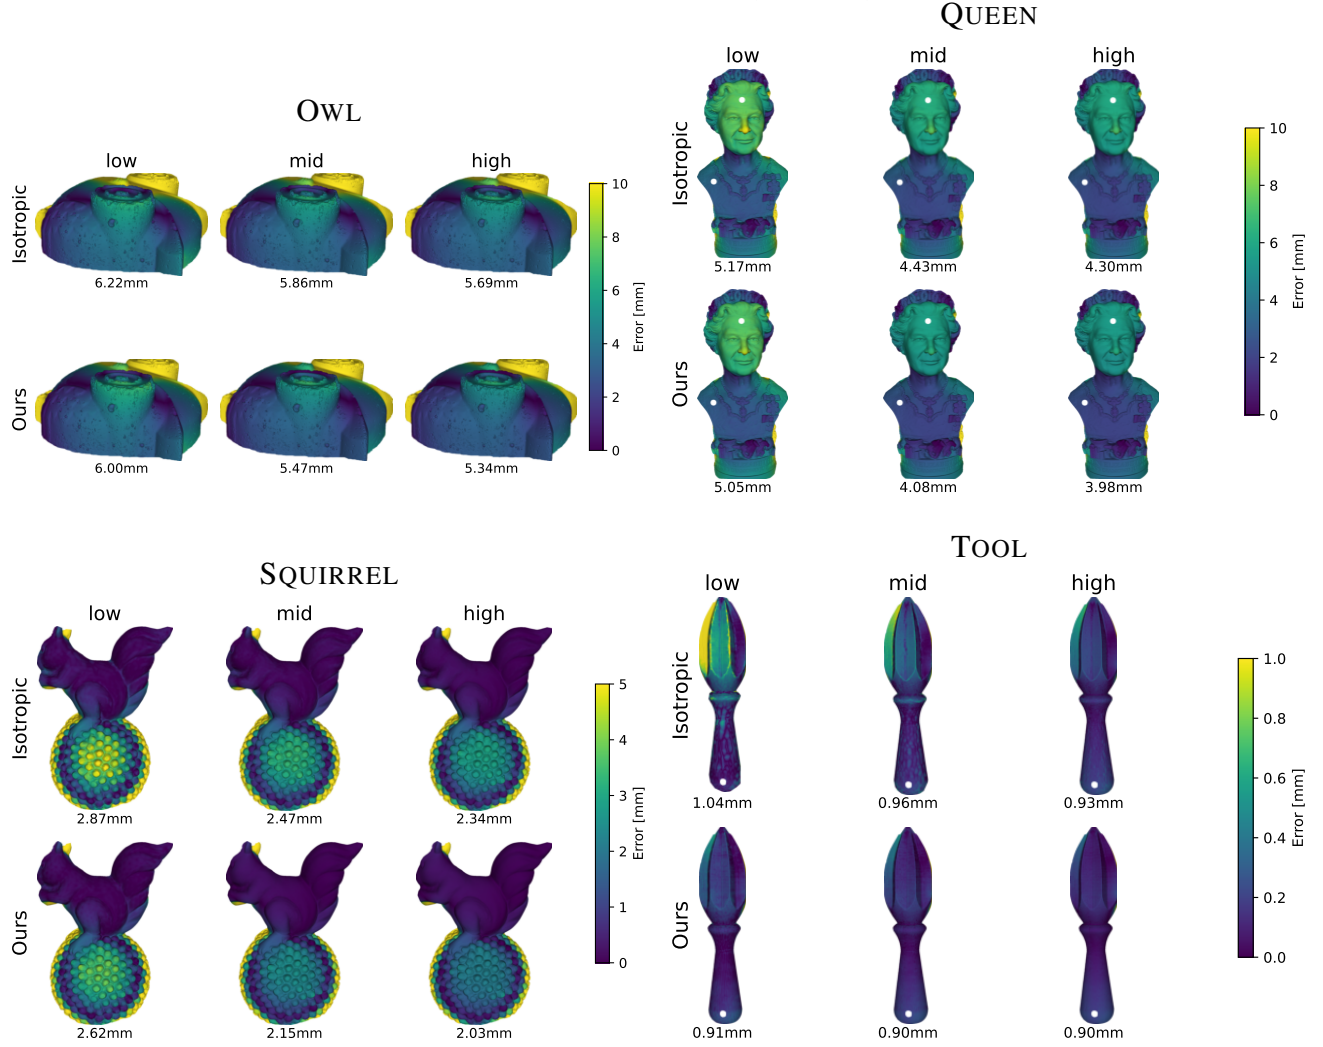 OWL
low mid high
Isotropic
6.22mm 5.86mm 5.69mm
Ours
6.00mm 5.47mm 5.34mm
10
8
6
4
2
0
Error [mm]
QUEEN
low mid high
Isotropic
5.17mm 4.43mm 4.30mm
Ours
5.05mm 4.08mm 3.98mm
10
8
6
4
2
0
Error [mm]
SQUIRREL
low mid high
Isotropic
2.87mm 2.47mm 2.34mm
Ours
2.62mm 2.15mm 2.03mm
5
4
3
2
1
0
Error [mm]
TOOL
low mid high
Isotropic
1.04mm 0.96mm 0.93mm
Ours
0.91mm 0.90mm 0.90mm
1.0
0.8
0.6
0.4
0.2
0.0
Error [mm]